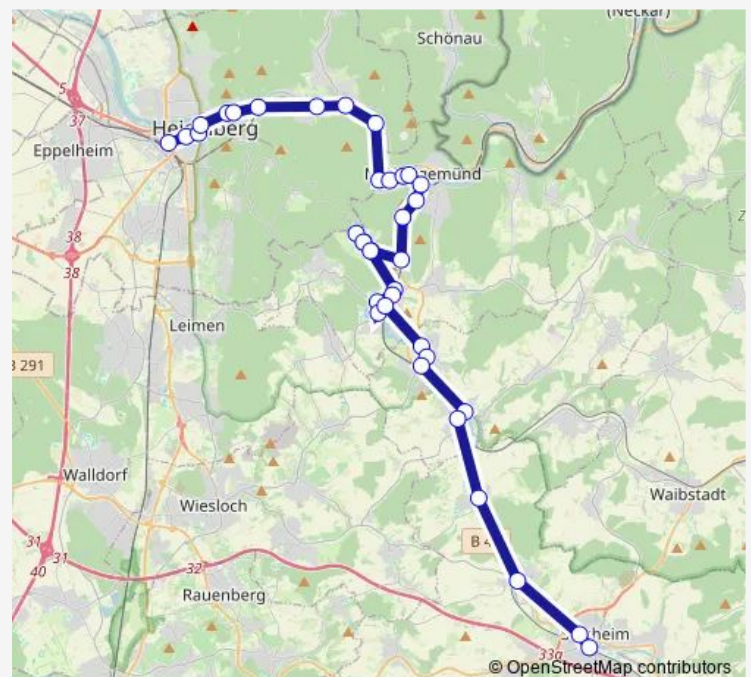 (Neckar)
Schönau
5
37
Heidelberg
Eppelheim
38
38
Leimen
B 291
Walldorf
Waibstadt
Wiesloch
B 4
31
31
40
32
Rauenberg
33a
© OpenStreetMap contributors